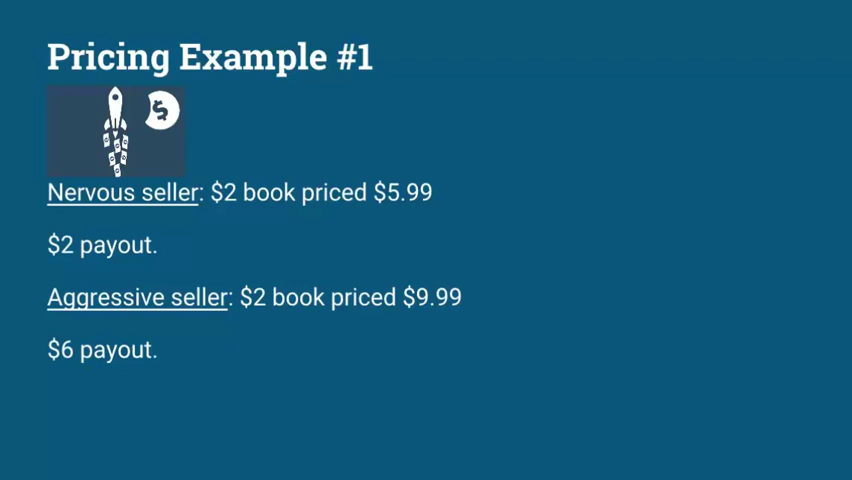 Pricing Example #1
$
Nervous seller: $2 book priced $5.99
$2 payout.
Aggressive seller: $2 book priced $9.99
$6 payout.